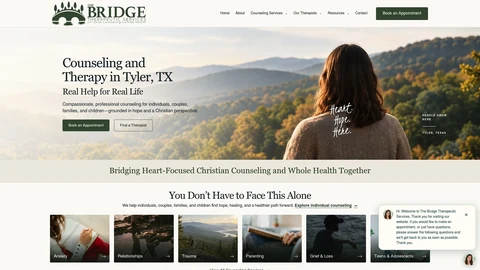 THE
BRIDGE
THERAPEUTIC SERVICES
Home About Counseling Services Our Therapists Resources Contact Book an Appointment
Counseling and
Therapy in Tyler, TX
Real Help for Real Life
Compassionate, professional counseling for individuals, couples,
families, and children—grounded in hope and a Christian perspective.
Book an Appointment Find a Therapist
Heart.
Hope.
Here.
TYLER, TEXAS
Bridging Heart-Focused Christian Counseling and Whole Health Together
You Don't Have to Face This Alone
We help individuals, couples, families, and children find hope, healing, and a healthier path forward. Explore individual counseling →
Anxiety → Relationships → Trauma → Parenting → Grief & Loss Teens & Adolescents
Hi, Welcome to The Bridge Therapeutic
Services. Thank you for visiting our
website. If you would like to make an
appointment, or just have questions,
please answer the following questions and
we'll get back to you as soon as possible.
Thank you.